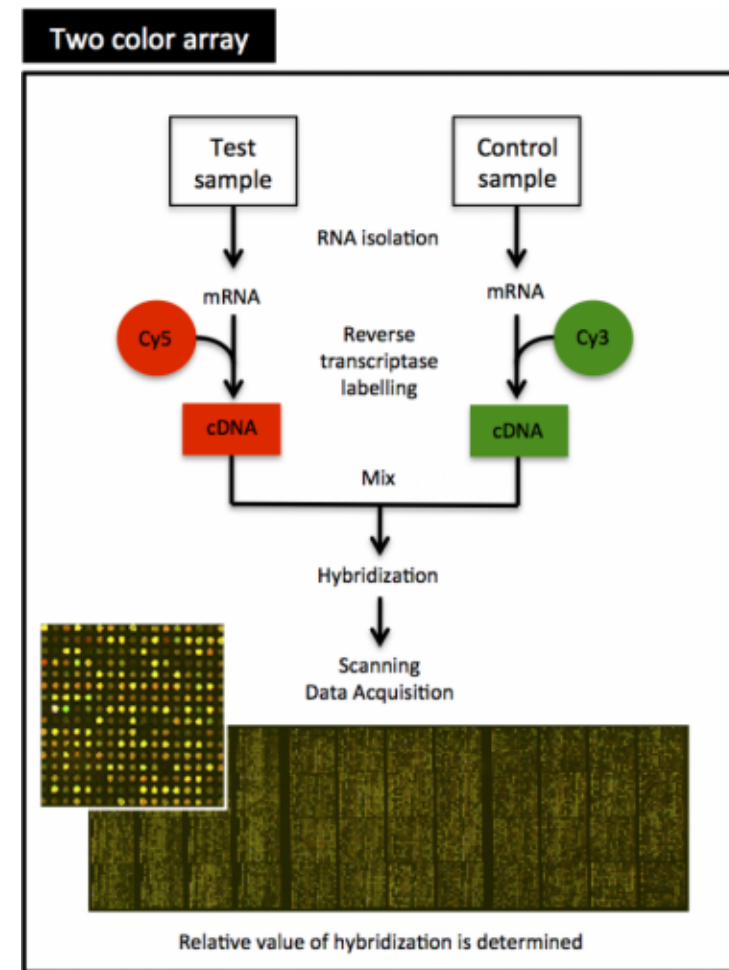 Two color array
Test
sample
Control
sample
RNA isolation
mRNA
mRNA
Cy5
Reverse
transcriptase
labelling
Cy3
cDNA
cDNA
Mix
Hybridization
Scanning
Data Acquisition
Relative value of hybridization is determined